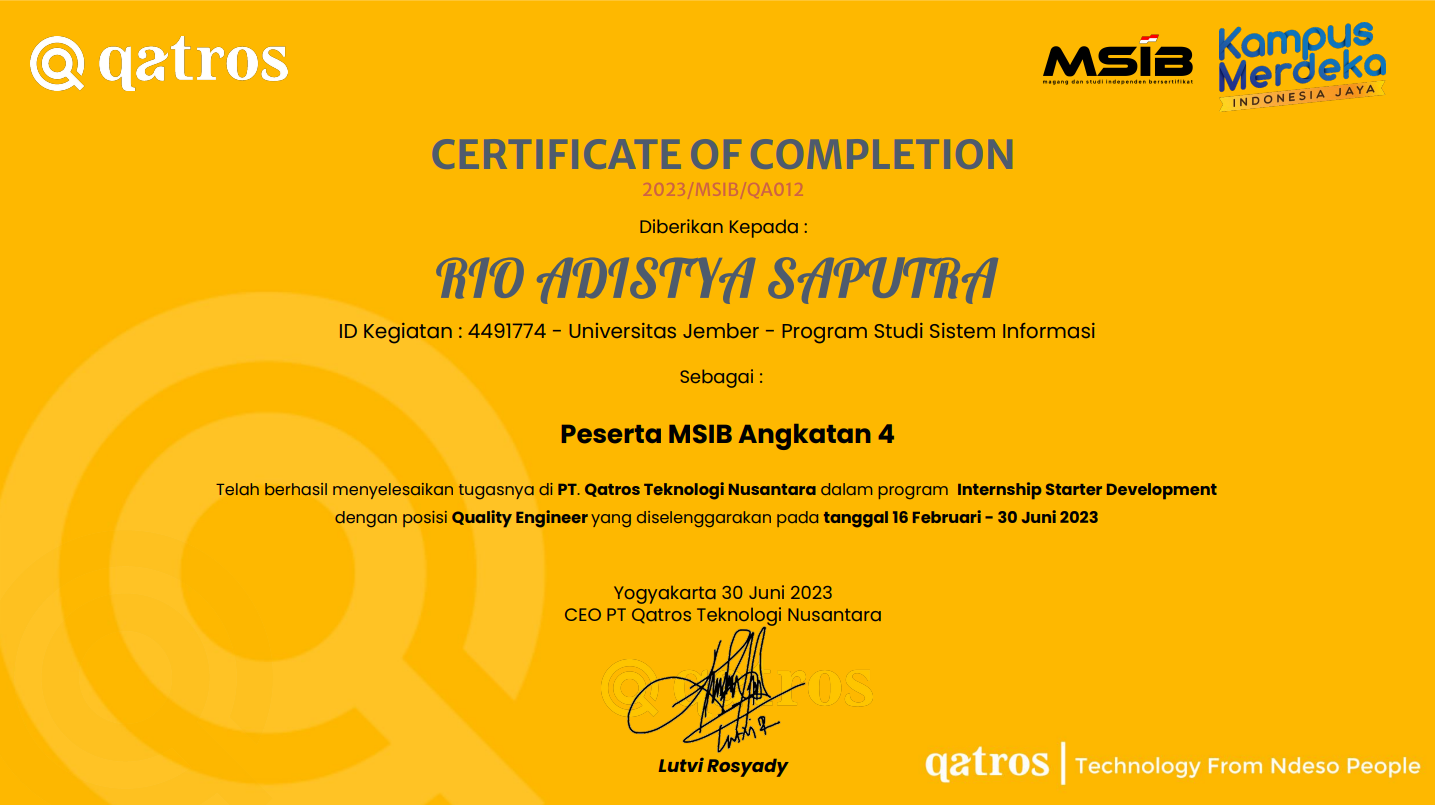 qatros
MSIB
magang dan studi independen bersertifikat
Kampus
Merdeka
INDONESIA JAYA
CERTIFICATE OF COMPLETION
2023/MSIB/QA012
Diberikan Kepada :
RIO ADISTYA SAPUTRA
ID Kegiatan : 4491774 - Universitas Jember - Program Studi Sistem Informasi
Sebagai :
Peserta MSIB Angkatan 4
Telah berhasil menyelesaikan tugasnya di PT. Qatros Teknologi Nusantara dalam program Internship Starter Development
dengan posisi Quality Engineer yang diselenggarakan pada tanggal 16 Februari - 30 Juni 2023
Yogyakarta 30 Juni 2023
CEO PT Qatros Teknologi Nusantara
qatros
Lutvi R
Lutvi Rosyady
qatros | Technology From Ndeso People